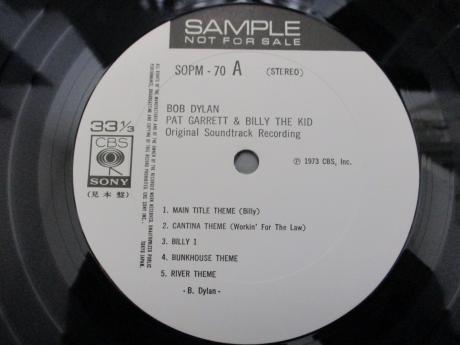 SAMPLE
NOT FOR SALE
SOPM - 70 A (STEREO)
BOB DYLAN
PAT GARRETT & BILLY THE KID
Original Soundtrack Recording
33 1/3
CBS
SONY
(見本盤)
Ⓟ 1973 CBS, Inc.
1. MAIN TITLE THEME (Billy)
2. CANTINA THEME (Workin' For The Law)
3. BILLY 1
4. BUNKHOUSE THEME
5. RIVER THEME
- B. Dylan -